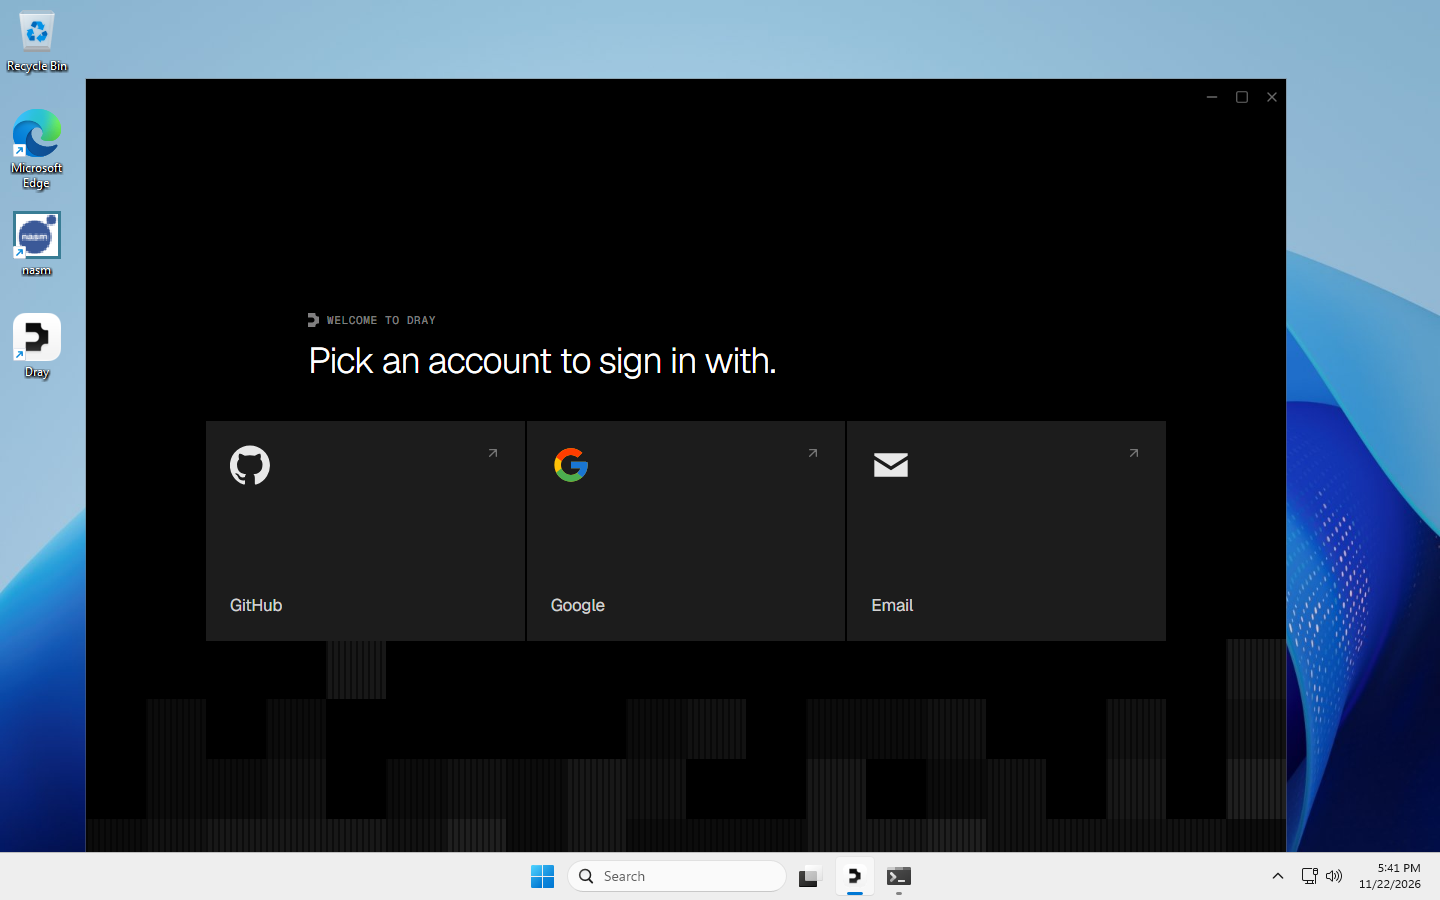 Recycle Bin
Microsoft
Edge
nasm
nasm
Dray
WELCOME TO DRAY
Pick an account to sign in with.
GitHub
Google
Email
Search
5:41 PM
11/22/2026